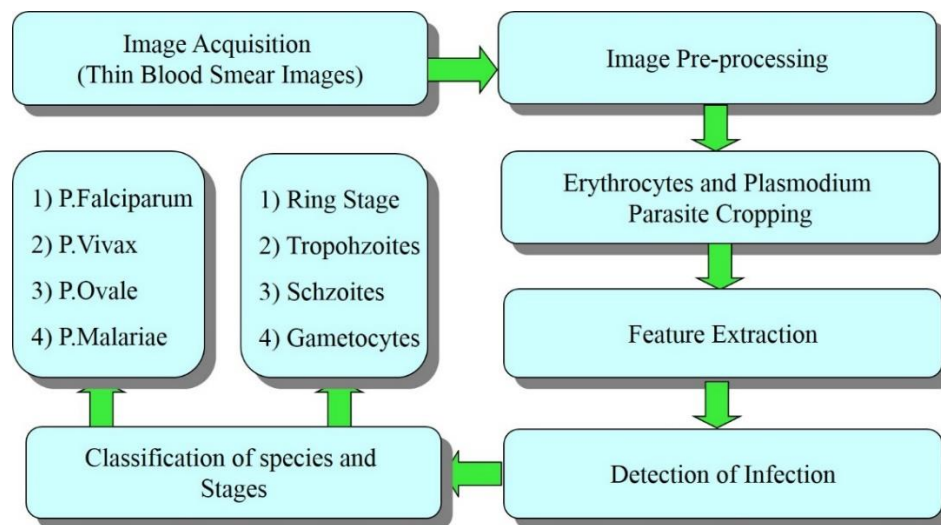 Image Acquisition
(Thin Blood Smear Images)
Image Pre-processing
Erythrocytes and Plasmodium
Parasite Cropping
Feature Extraction
Detection of Infection
Classification of species and
Stages
1) P.Falciparum
2) P.Vivax
3) P.Ovale
4) P.Malariae
1) Ring Stage
2) Tropohzoites
3) Schzoites
4) Gametocytes